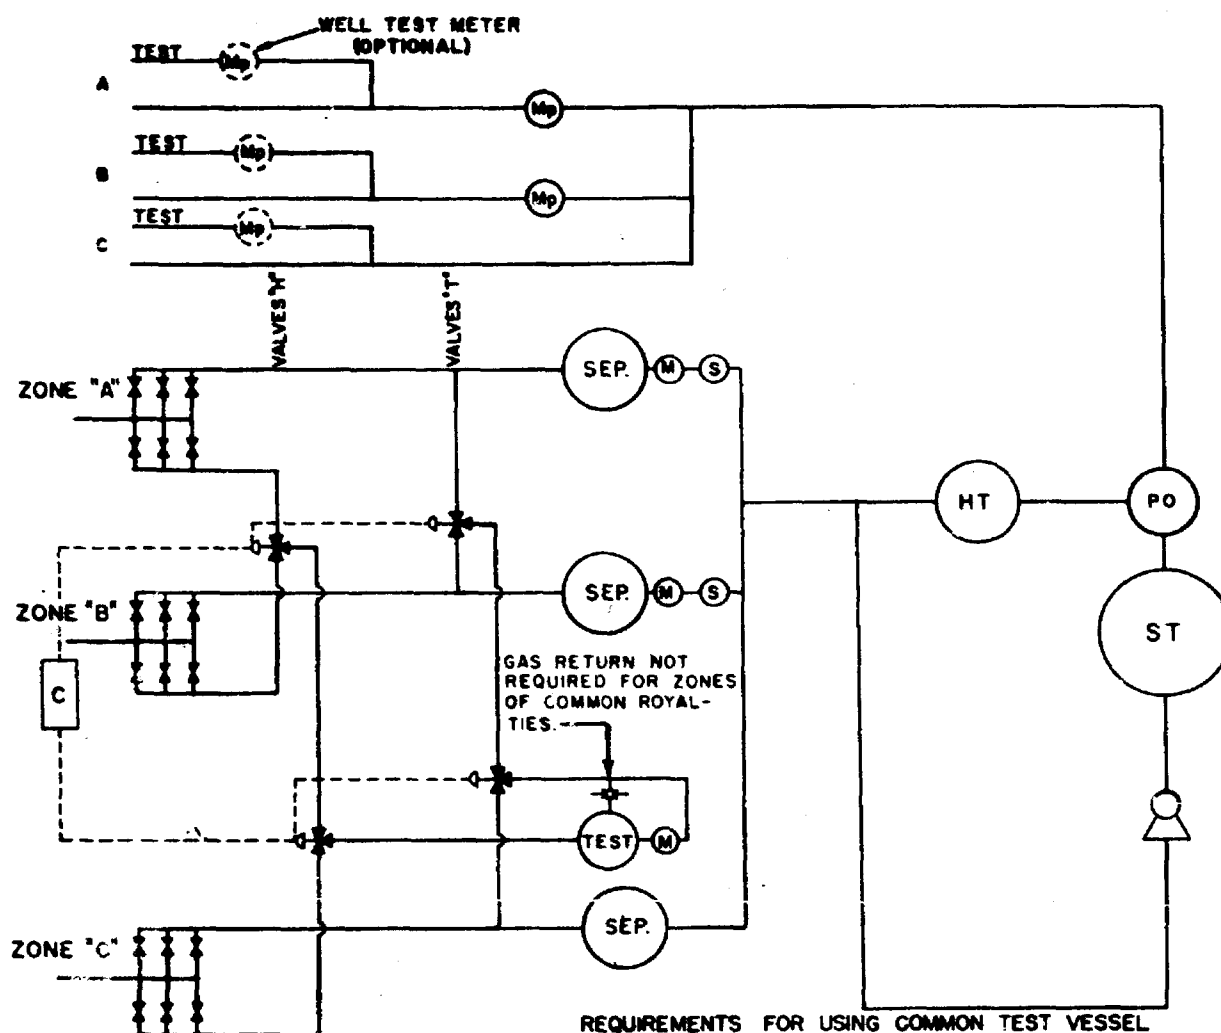 WELL TEST METER
(OPTIONAL)
TEST
Mp
A
Mp
TEST
Mp
B
Mp
TEST
Mp
C
VALVES "H"
VALVES "T"
SEP.
M
S
ZONE "A"
HT
PO
SEP.
M
S
ZONE "B"
ST
GAS RETURN NOT
REQUIRED FOR ZONES
OF COMMON ROYAL-
TIES.
C
TEST
M
SEP.
ZONE "C"
REQUIREMENTS FOR USING COMMON TEST VESSEL